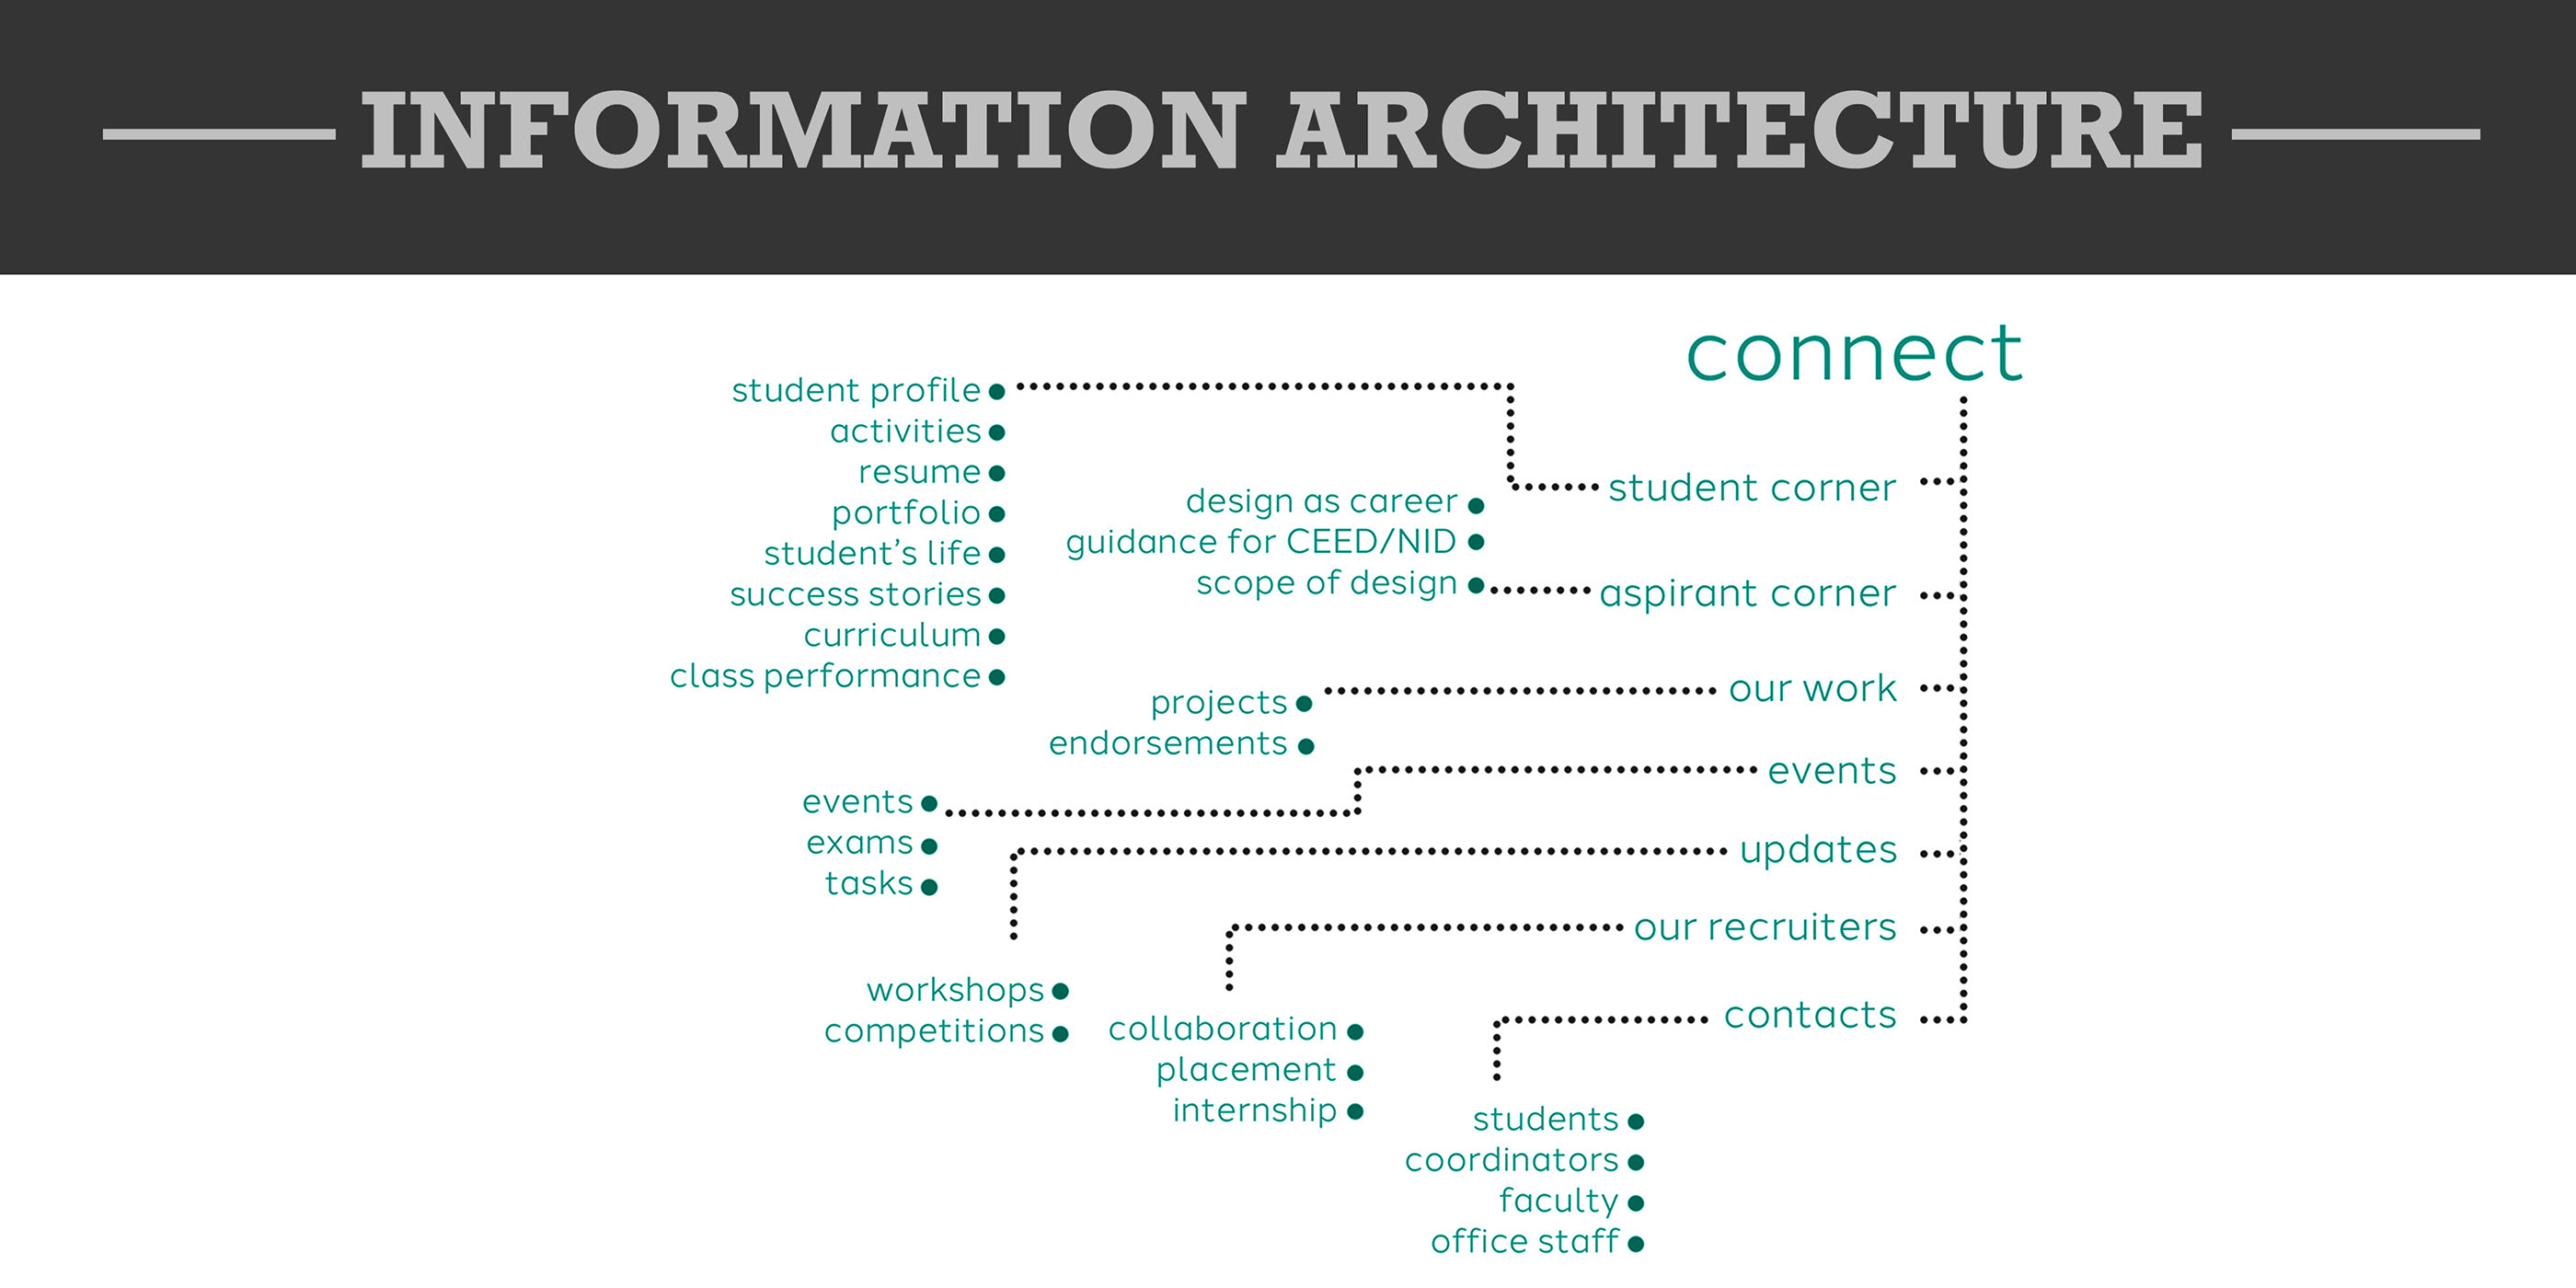 INFORMATION ARCHITECTURE
connect
student corner
student profile
activities
resume
portfolio
student’s life
success stories
curriculum
class performance
aspirant corner
design as career
guidance for CEED/NID
scope of design
our work
projects
endorsements
events
events
exams
tasks
updates
workshops
competitions
our recruiters
collaboration
placement
internship
contacts
students
coordinators
faculty
office staff